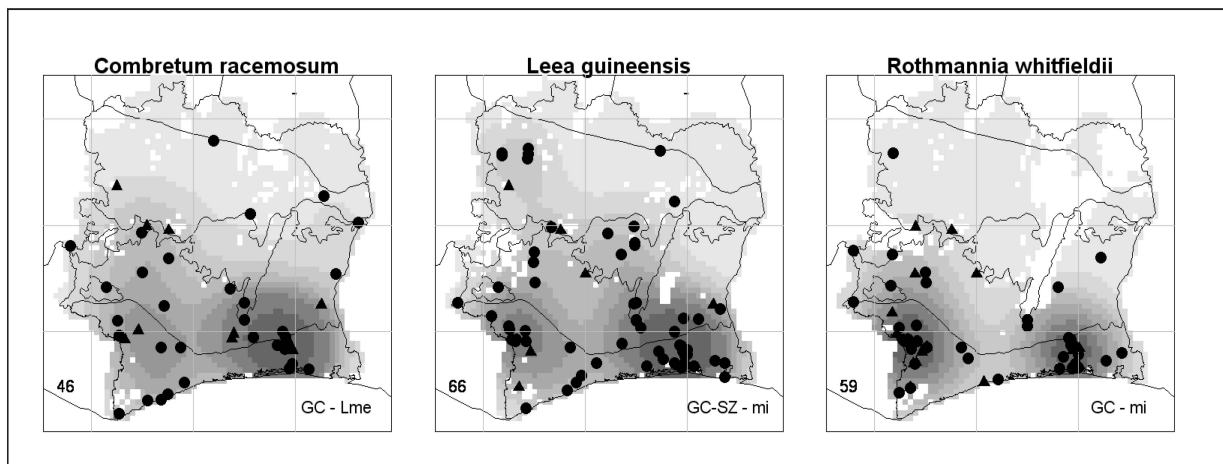 Combretum racemosum
46
GC - Lme
Leea guineensis
66
GC-SZ - mi
Rothmannia whitfieldii
59
GC - mi